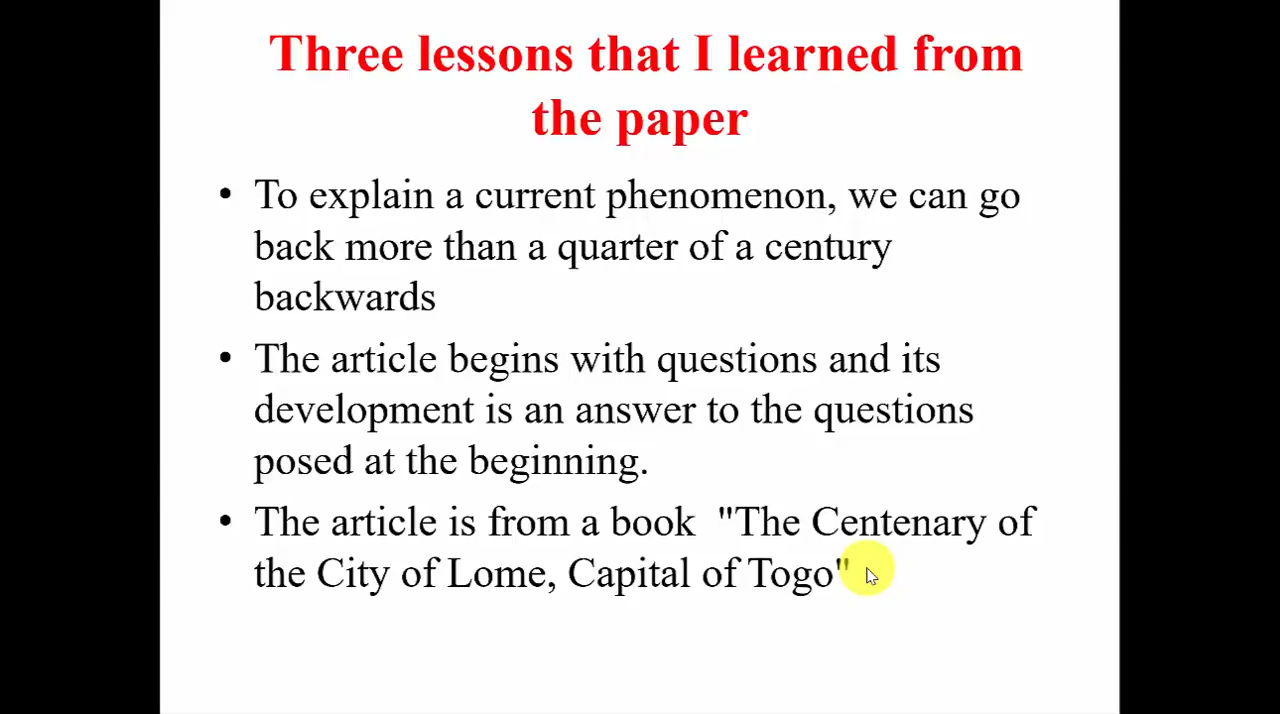 Three lessons that I learned from
the paper
• To explain a current phenomenon, we can go
back more than a quarter of a century
backwards
• The article begins with questions and its
development is an answer to the questions
posed at the beginning.
• The article is from a book  "The Centenary of
the City of Lome, Capital of Togo"